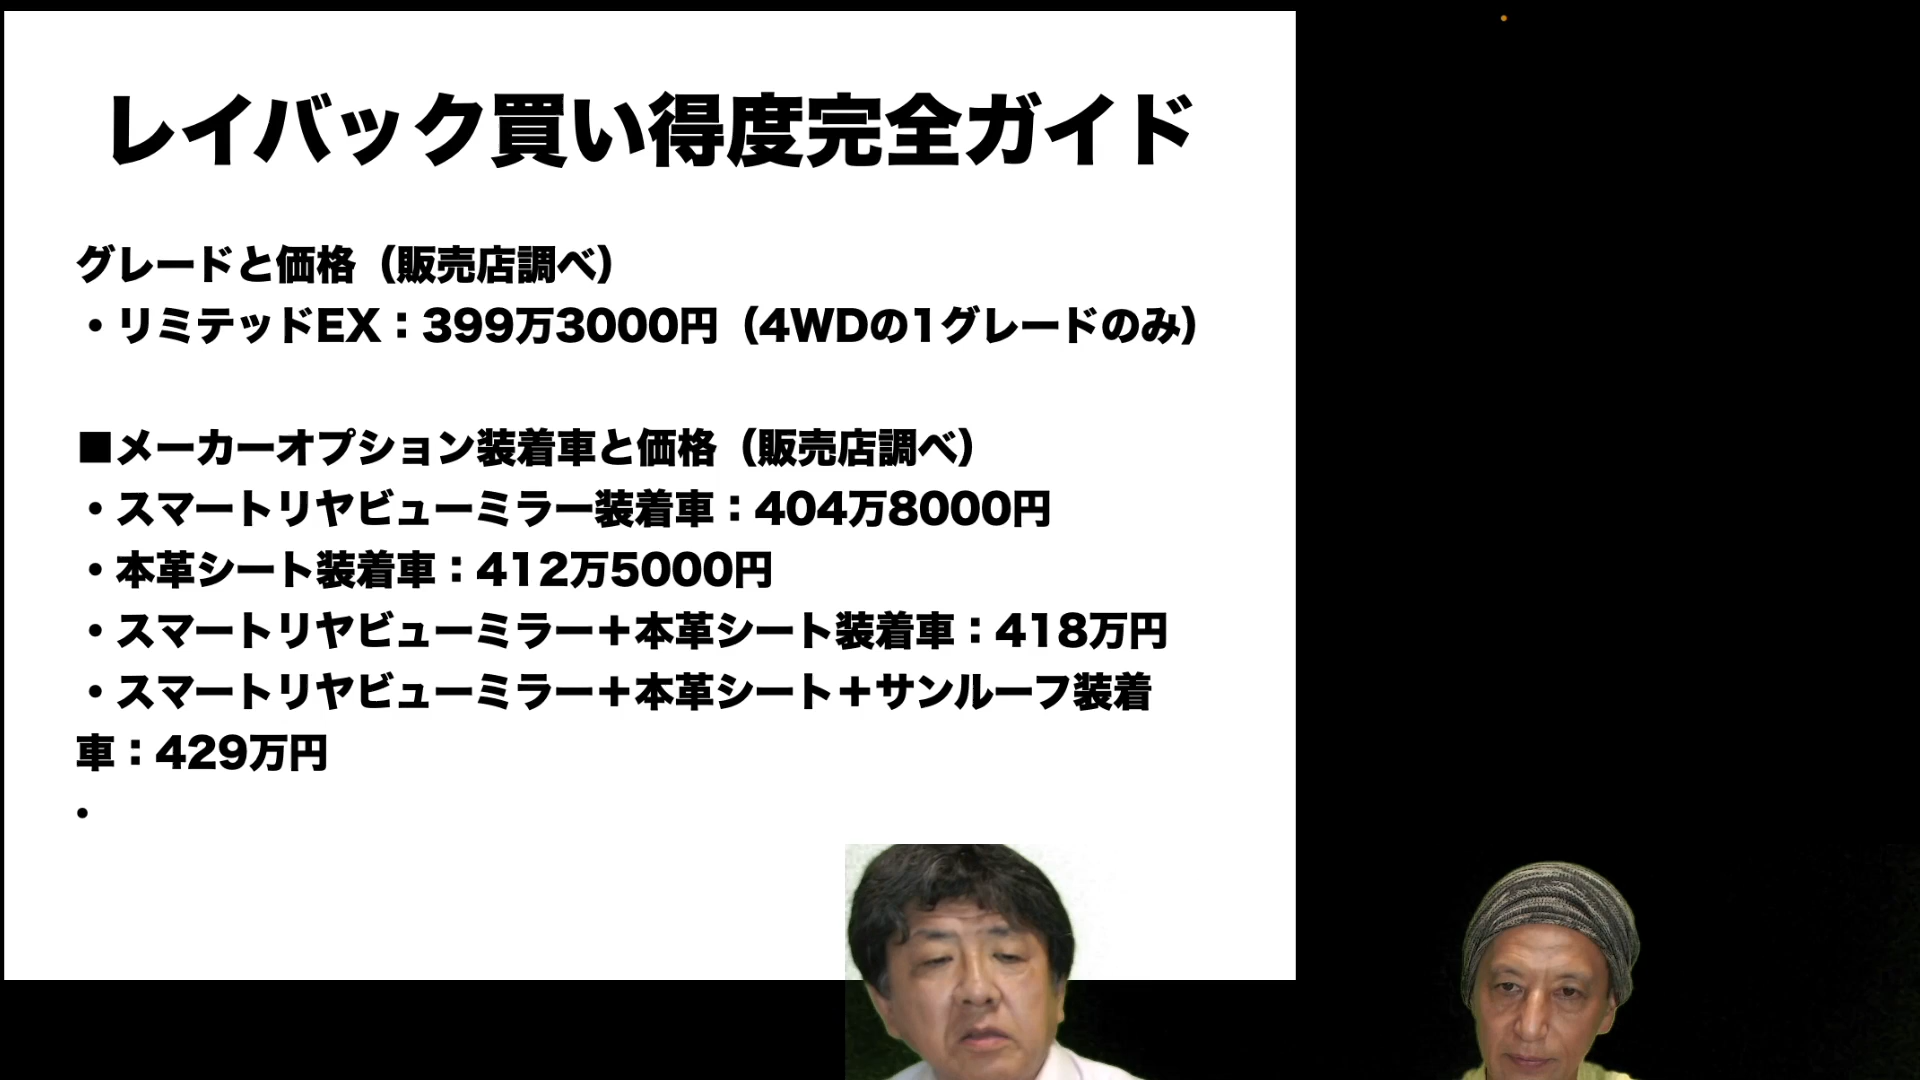 レイバック買い得度完全ガイド
グレードと価格（販売店調べ）
・リミテッドEX：399万3000円（4WDの1グレードのみ）
■メーカーオプション装着車と価格（販売店調べ）
・スマートリヤビューミラー装着車：404万8000円
・本革シート装着車：412万5000円
・スマートリヤビューミラー＋本革シート装着車：418万円
・スマートリヤビューミラー＋本革シート＋サンルーフ装着
車：429万円
・